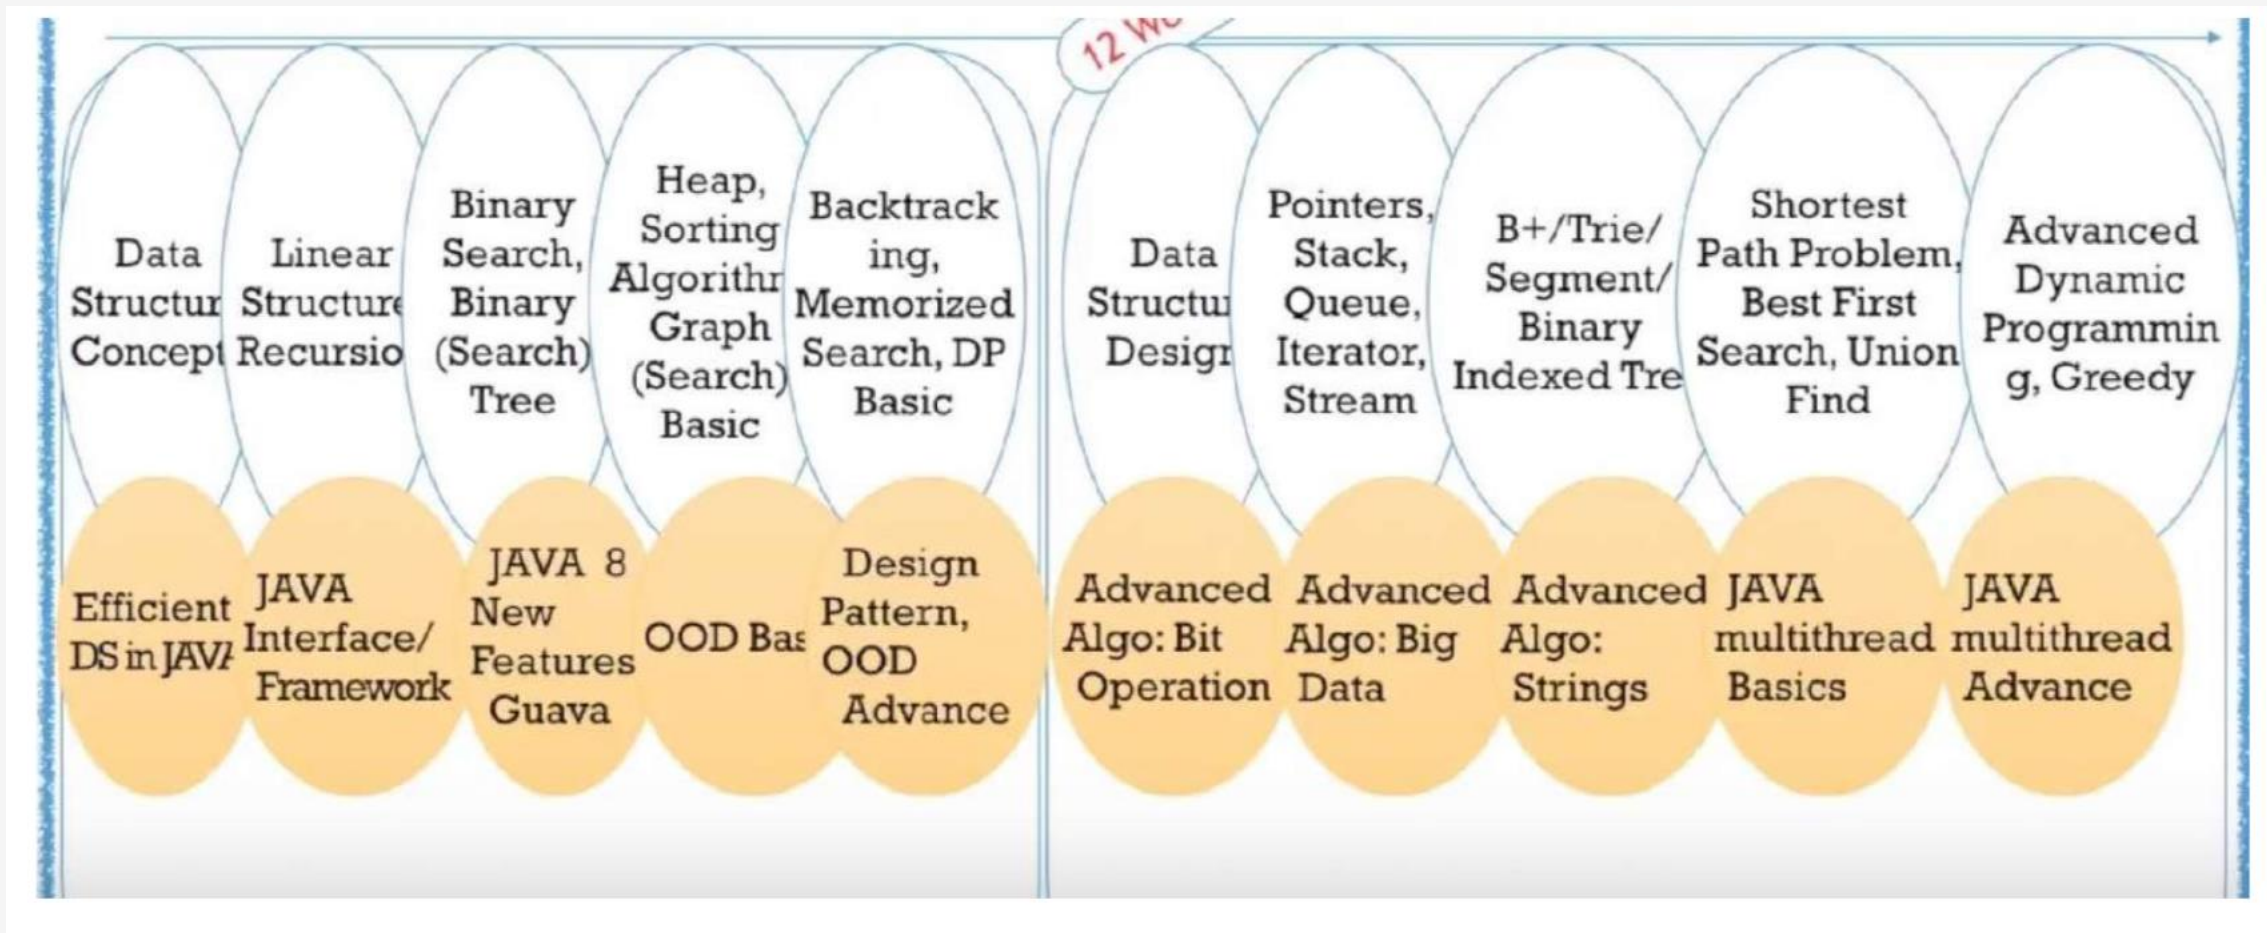 12 Wo
Data
Structur
Concept
Linear
Structure
Recursio
Binary
Search,
Binary
(Search)
Tree
Heap,
Sorting
Algorithr
Graph
(Search)
Basic
Backtrack
ing,
Memorized
Search, DP
Basic
Data
Structu
Design
Pointers,
Stack,
Queue,
Iterator,
Stream
B+/Trie/
Segment/
Binary
Indexed Tre
Shortest
Path Problem,
Best First
Search, Union
Find
Advanced
Dynamic
Programmin
g, Greedy
Efficient
DS in JAVA
JAVA
Interface/
Framework
JAVA 8
New
Features
Guava
OOD Bas
Design
Pattern,
OOD
Advance
Advanced
Algo: Bit
Operation
Advanced
Algo: Big
Data
Advanced
Algo:
Strings
JAVA
multithread
Basics
JAVA
multithread
Advance